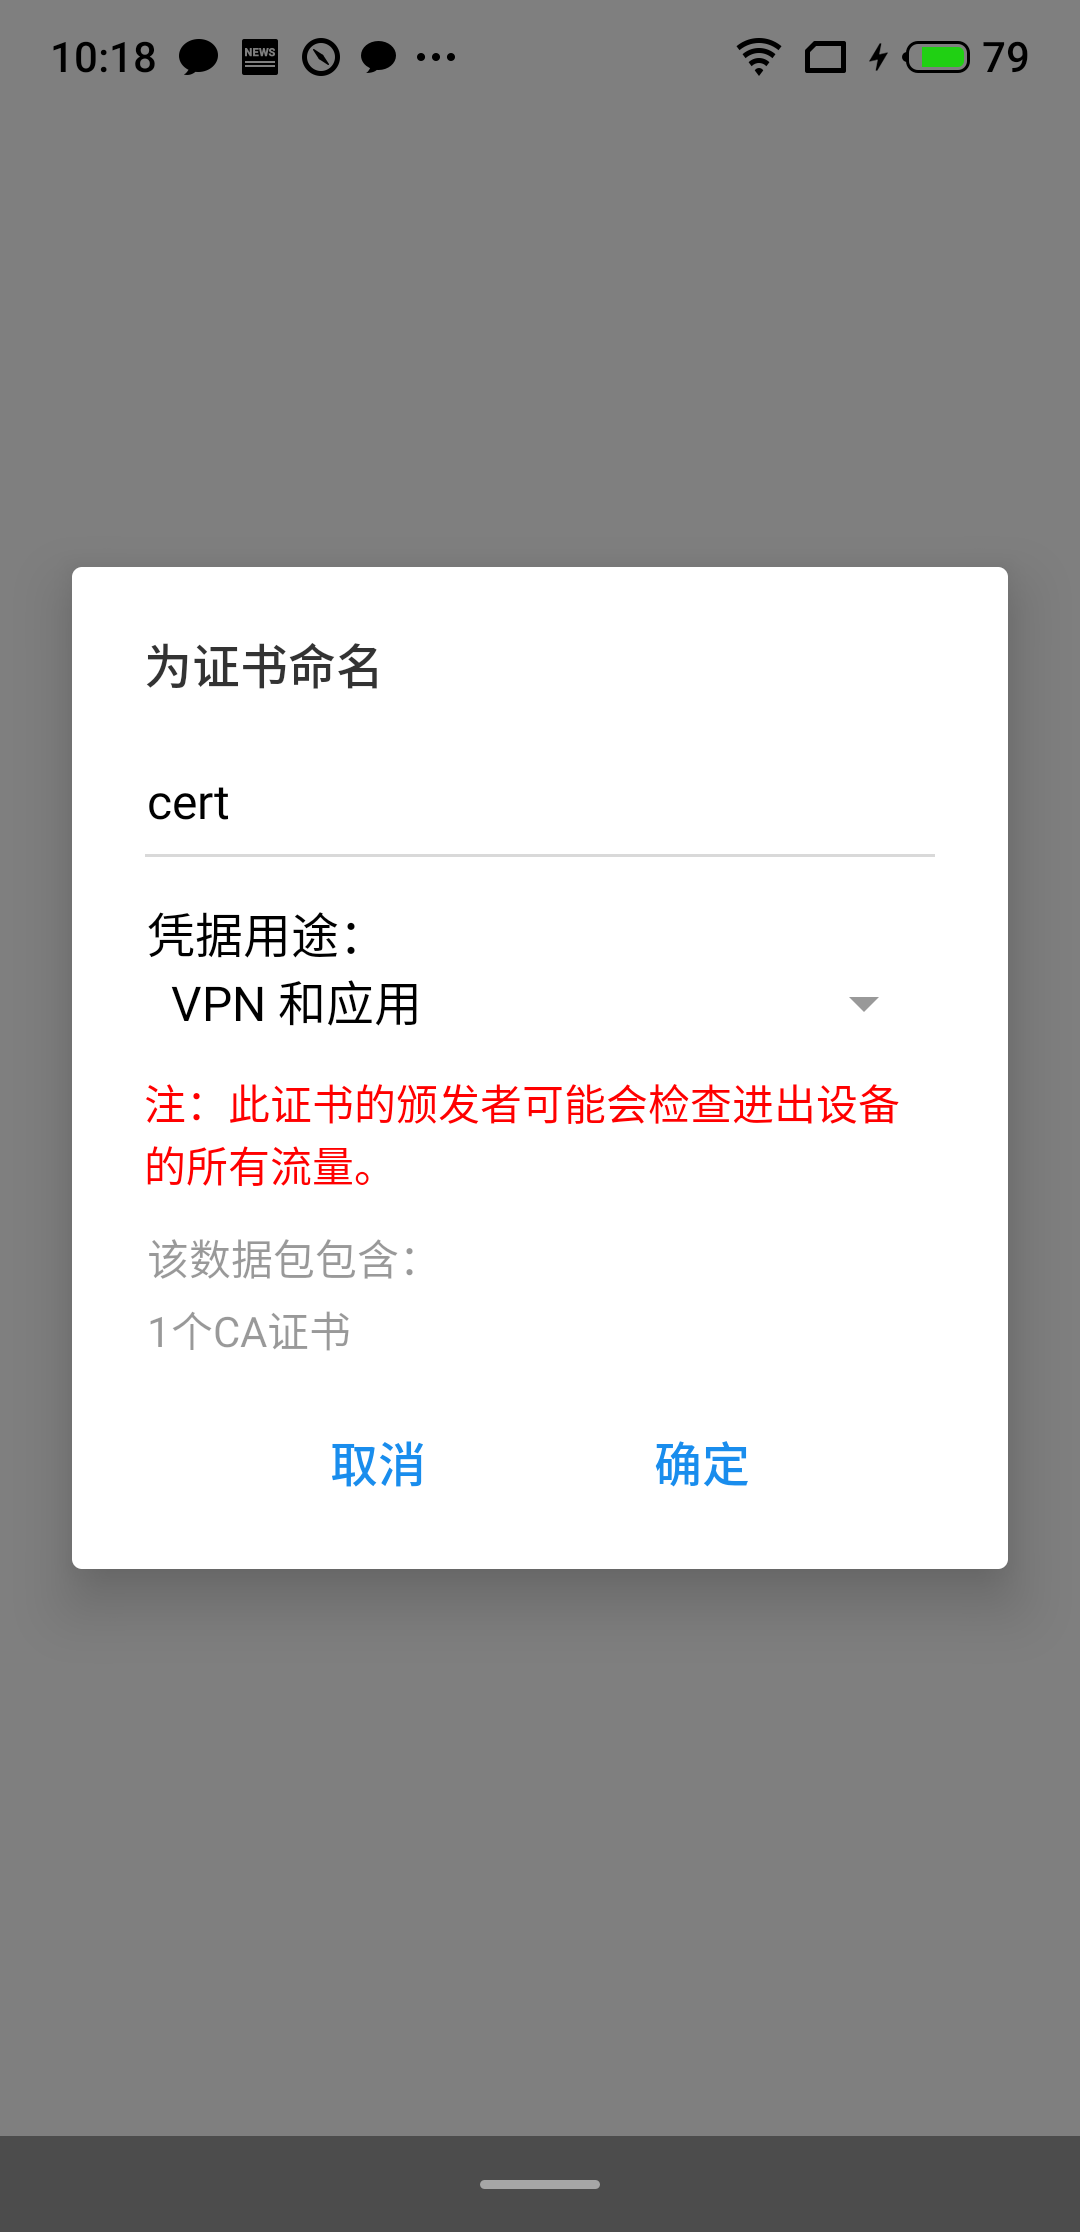 10:18
NEWS
79
为证书命名
cert
凭据用途：
VPN 和应用
注：此证书的颁发者可能会检查进出设备
的所有流量。
该数据包包含：
1个CA证书
取消
确定